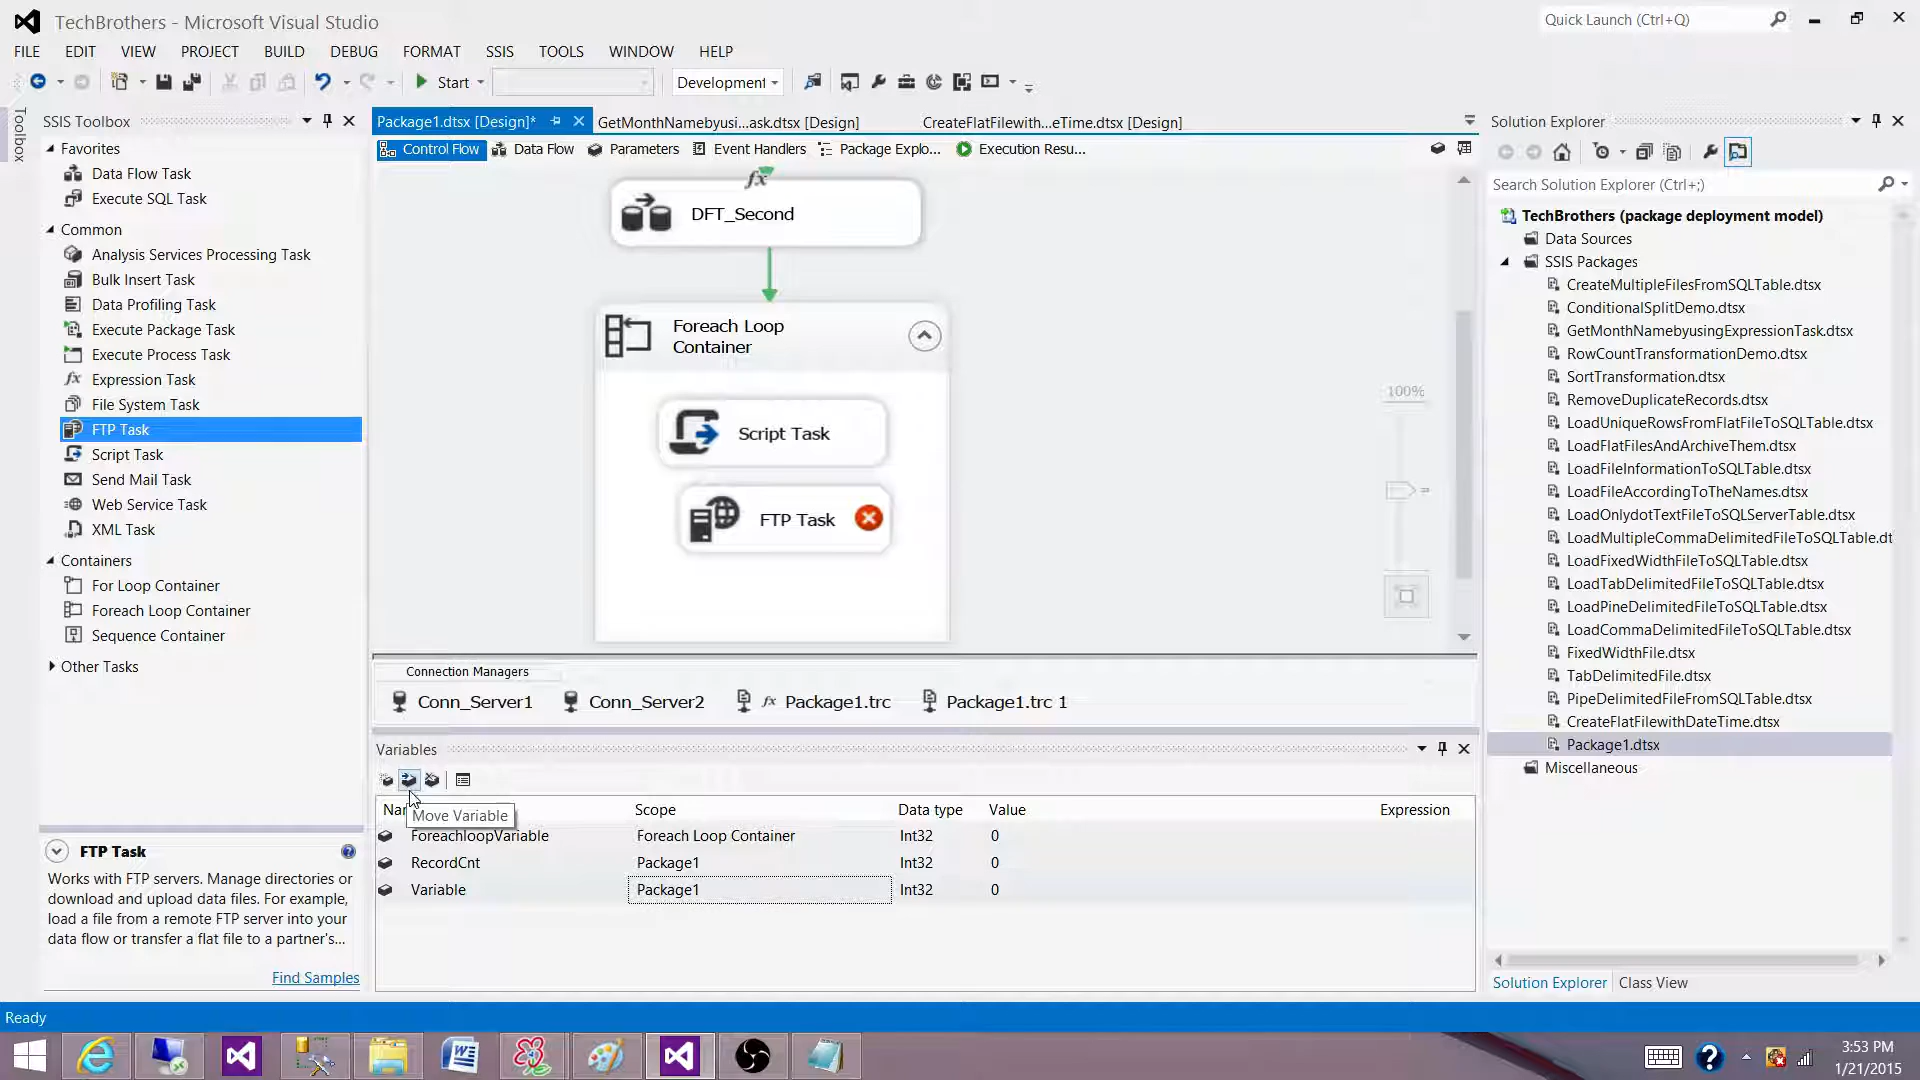 TechBrothers - Microsoft Visual Studio
Quick Launch (Ctrl+Q)
FILE EDIT VIEW PROJECT BUILD DEBUG FORMAT SSIS TOOLS WINDOW HELP
Start
Development
Toolbox
SSIS Toolbox
Favorites
Data Flow Task
Execute SQL Task
Common
Analysis Services Processing Task
Bulk Insert Task
Data Profiling Task
Execute Package Task
Execute Process Task
Expression Task
File System Task
FTP Task
Script Task
Send Mail Task
Web Service Task
XML Task
Containers
For Loop Container
Foreach Loop Container
Sequence Container
Other Tasks
FTP Task
Works with FTP servers. Manage directories or
download and upload data files. For example,
load a file from a remote FTP server into your
data flow or transfer a flat file to a partner's...
Find Samples
Package1.dtsx [Design]* GetMonthNamebyusi...ask.dtsx [Design] CreateFlatFilewith...eTime.dtsx [Design]
Control Flow Data Flow Parameters Event Handlers Package Explo... Execution Resu...
fx
DFT_Second
Foreach Loop
Container
Script Task
FTP Task
100%
Connection Managers
Conn_Server1 Conn_Server2 fx Package1.trc Package1.trc 1
Variables
Nar Scope Data type Value Expression
Move Variable
ForeachloopVariable Foreach Loop Container Int32 0
RecordCnt Package1 Int32 0
Variable Package1 Int32 0
Solution Explorer
Search Solution Explorer (Ctrl+;)
TechBrothers (package deployment model)
Data Sources
SSIS Packages
CreateMultipleFilesFromSQLTable.dtsx
ConditionalSplitDemo.dtsx
GetMonthNamebyusingExpressionTask.dtsx
RowCountTransformationDemo.dtsx
SortTransformation.dtsx
RemoveDuplicateRecords.dtsx
LoadUniqueRowsFromFlatFileToSQLTable.dtsx
LoadFlatFilesAndArchiveThem.dtsx
LoadFileInformationToSQLTable.dtsx
LoadFileAccordingToTheNames.dtsx
LoadOnlydotTextFileToSQLServerTable.dtsx
LoadMultipleCommaDelimitedFileToSQLTable.dt
LoadFixedWidthFileToSQLTable.dtsx
LoadTabDelimitedFileToSQLTable.dtsx
LoadPineDelimitedFileToSQLTable.dtsx
LoadCommaDelimitedFileToSQLTable.dtsx
FixedWidthFile.dtsx
TabDelimitedFile.dtsx
PipeDelimitedFileFromSQLTable.dtsx
CreateFlatFilewithDateTime.dtsx
Package1.dtsx
Miscellaneous
Solution Explorer Class View
Ready
3:53 PM
1/21/2015